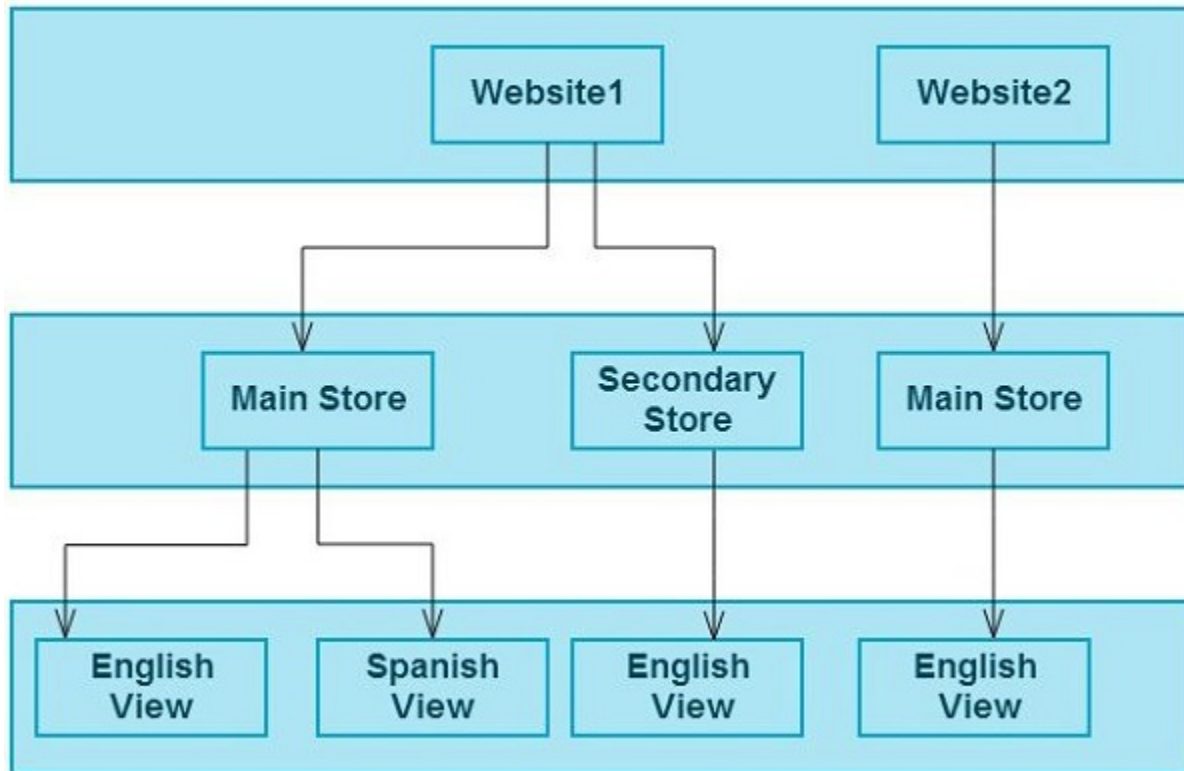 Website1
Website2
Main Store
Secondary
Store
Main Store
English
View
Spanish
View
English
View
English
View